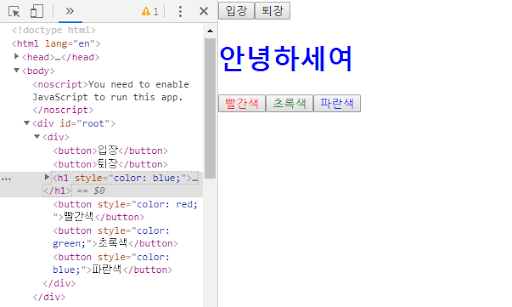 1
<!doctype html>
<html lang="en">
<head>…</head>
<body>
<noscript>You need to enable
JavaScript to run this app.
</noscript>
<div id="root">
<div>
<button>입장</button>
<button>퇴장</button>
<h1 style="color: blue;">…
</h1> == $0
<button style="color: red;
">빨간색</button>
<button style="color:
green;">초록색</button>
<button style="color:
blue;">파란색</button>
</div>
</div>
입장 퇴장
안녕하세여
빨간색 초록색 파란색